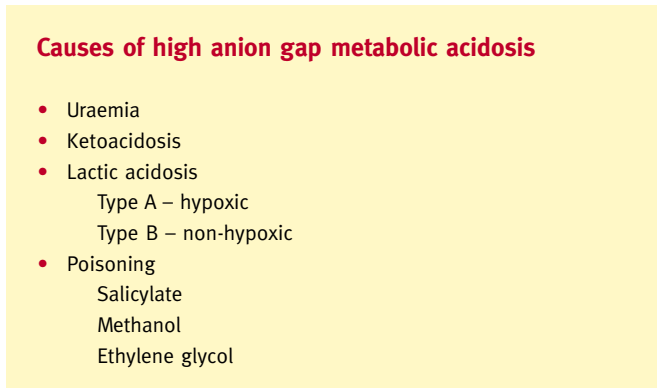 Causes of high anion gap metabolic acidosis
• Uraemia
• Ketoacidosis
• Lactic acidosis
Type A – hypoxic
Type B – non-hypoxic
• Poisoning
Salicylate
Methanol
Ethylene glycol